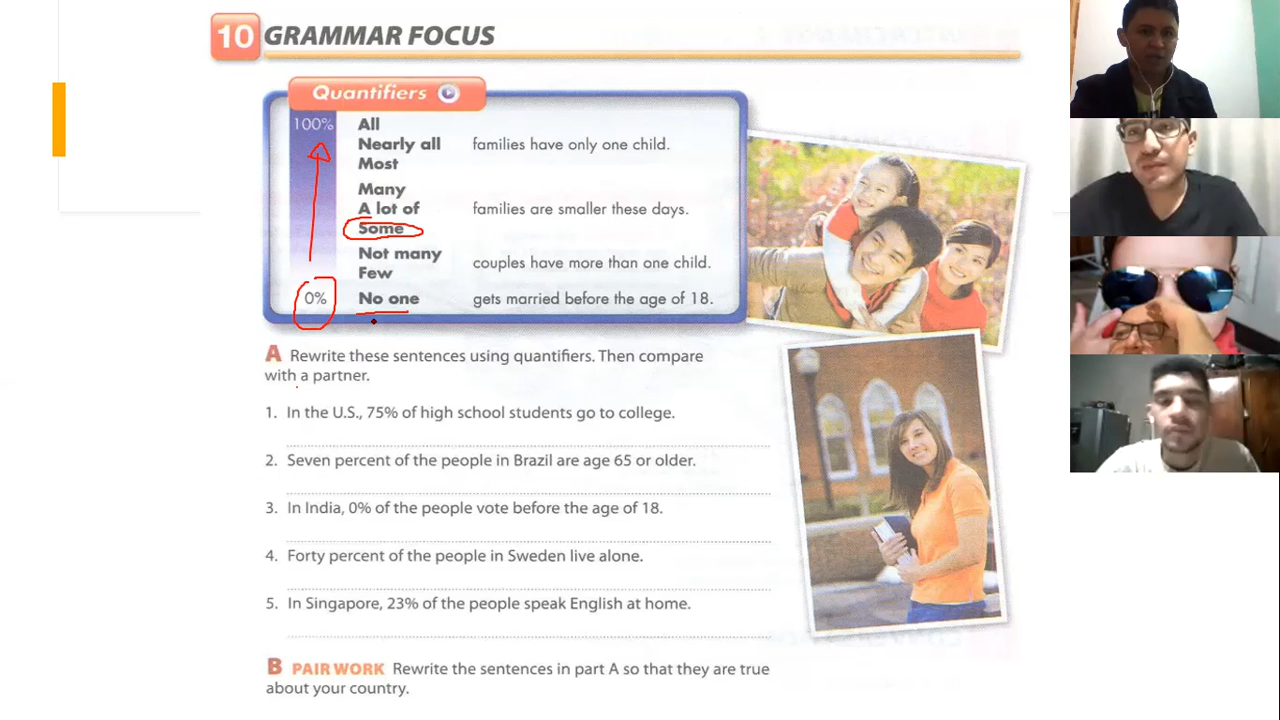 10 GRAMMAR FOCUS
Quantifiers
100% All
Nearly all families have only one child.
Most
Many
A lot of families are smaller these days.
Some
Not many
Few couples have more than one child.
0% No one gets married before the age of 18.
A Rewrite these sentences using quantifiers. Then compare
with a partner.
1. In the U.S., 75% of high school students go to college.
2. Seven percent of the people in Brazil are age 65 or older.
3. In India, 0% of the people vote before the age of 18.
4. Forty percent of the people in Sweden live alone.
5. In Singapore, 23% of the people speak English at home.
B PAIR WORK Rewrite the sentences in part A so that they are true
about your country.